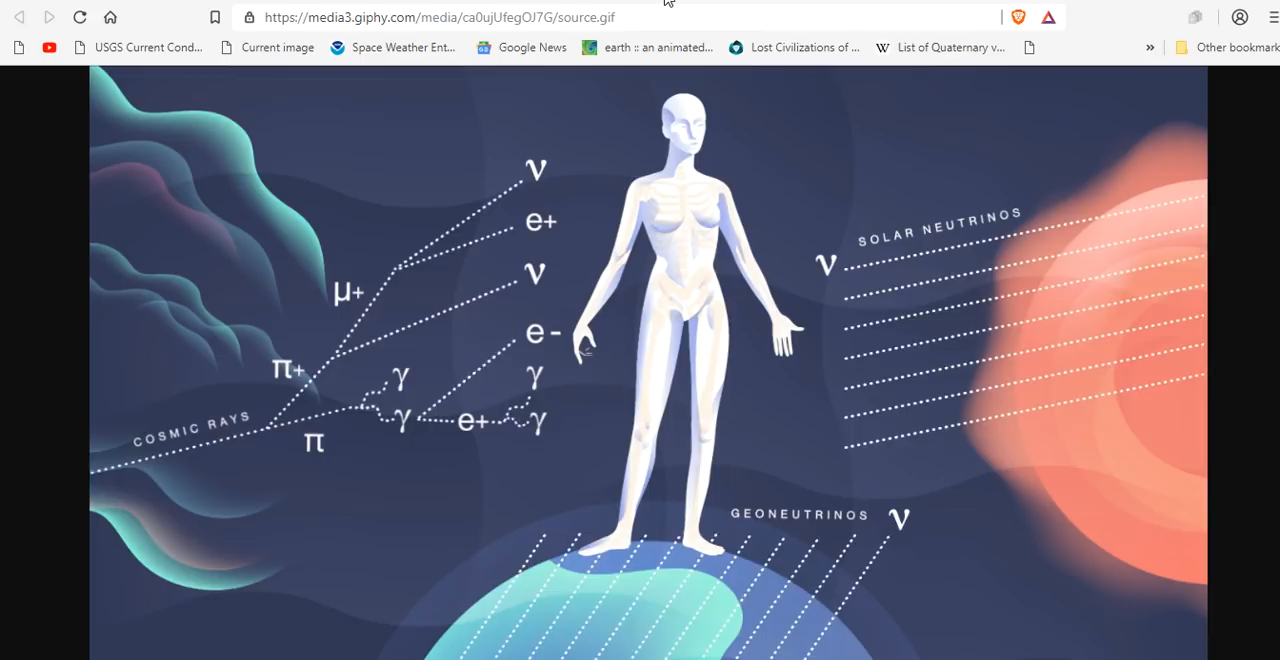 https://media3.giphy.com/media/ca0ujUfegOJ7G/source.gif
USGS Current Cond...
Current image
Space Weather Ent...
Google News
earth :: an animated...
Lost Civilizations of ...
W
List of Quaternary v...
»
Other bookmark
ν
e+
SOLAR NEUTRINOS
ν
ν
μ+
e-
π+
γ
γ
COSMIC RAYS
γ
e+
γ
π
GEONEUTRINOS
ν